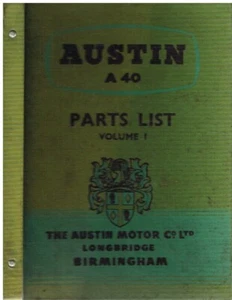 AUSTIN
A 40
PARTS LIST
VOLUME 1
THE AUSTIN MOTOR Cº LTD
LONGBRIDGE
BIRMINGHAM